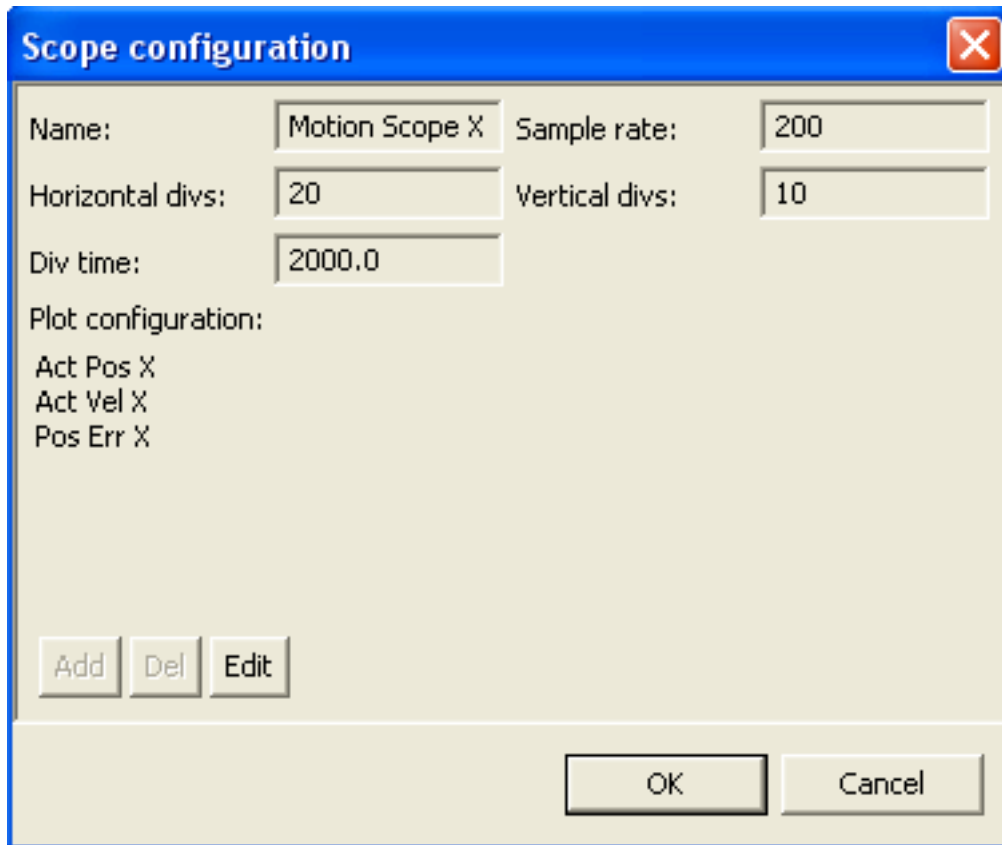 Scope configuration
Name: Motion Scope X Sample rate: 200
Horizontal divs: 20 Vertical divs: 10
Div time: 2000.0
Plot configuration:
Act Pos X
Act Vel X
Pos Err X
Add Del Edit
OK Cancel